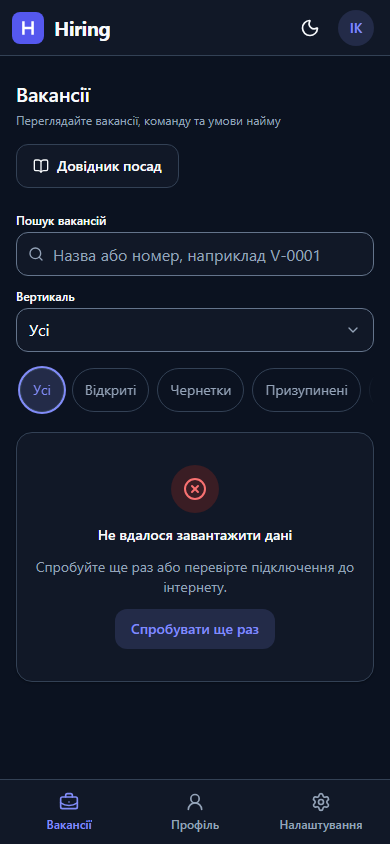 H Hiring
ІК
Вакансії
Переглядайте вакансії, команду та умови найму
Довідник посад
Пошук вакансій
Назва або номер, наприклад V-0001
Вертикаль
Усі
Усі Відкриті Чернетки Призупинені
Не вдалося завантажити дані
Спробуйте ще раз або перевірте підключення до
інтернету.
Спробувати ще раз
Вакансії Профіль Налаштування